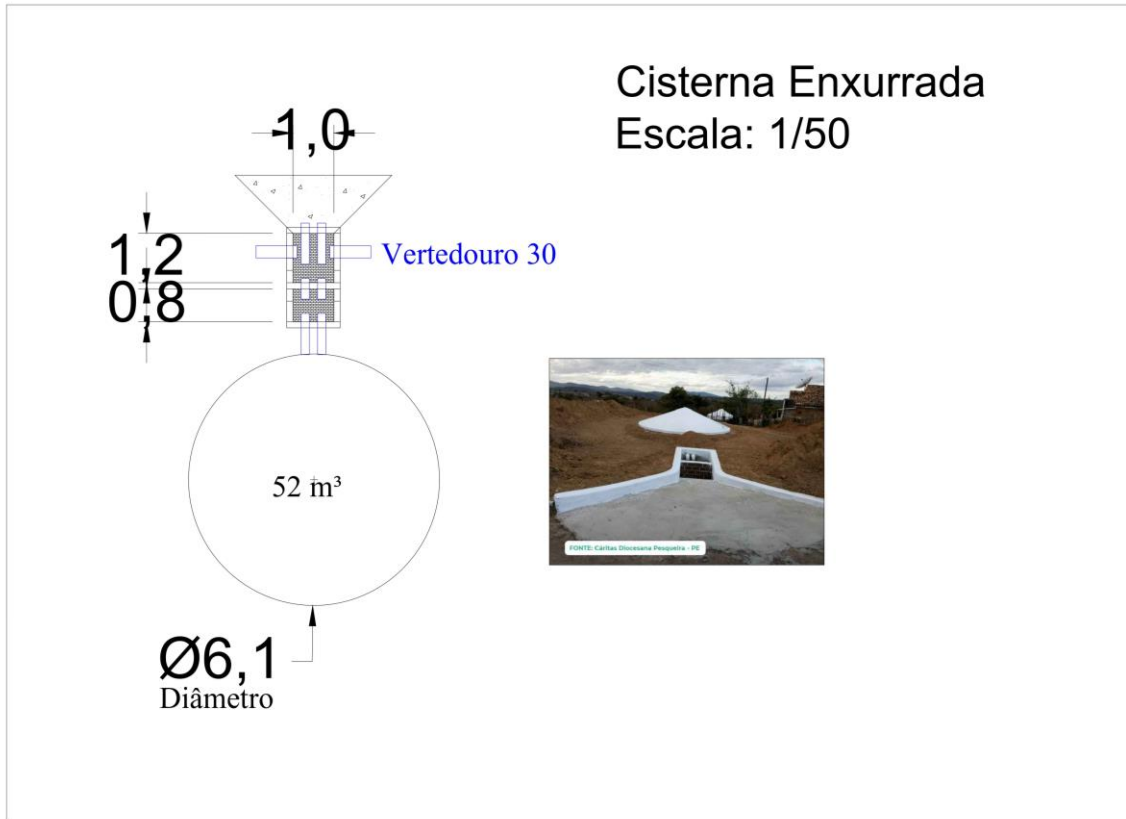 Cisterna Enxurrada
Escala: 1/50
1,0
1,2
Vertedouro 30
0,8
52 m³
FONTE: Cáritas Diocesana Pesqueira - PE
Ø6,1
Diâmetro